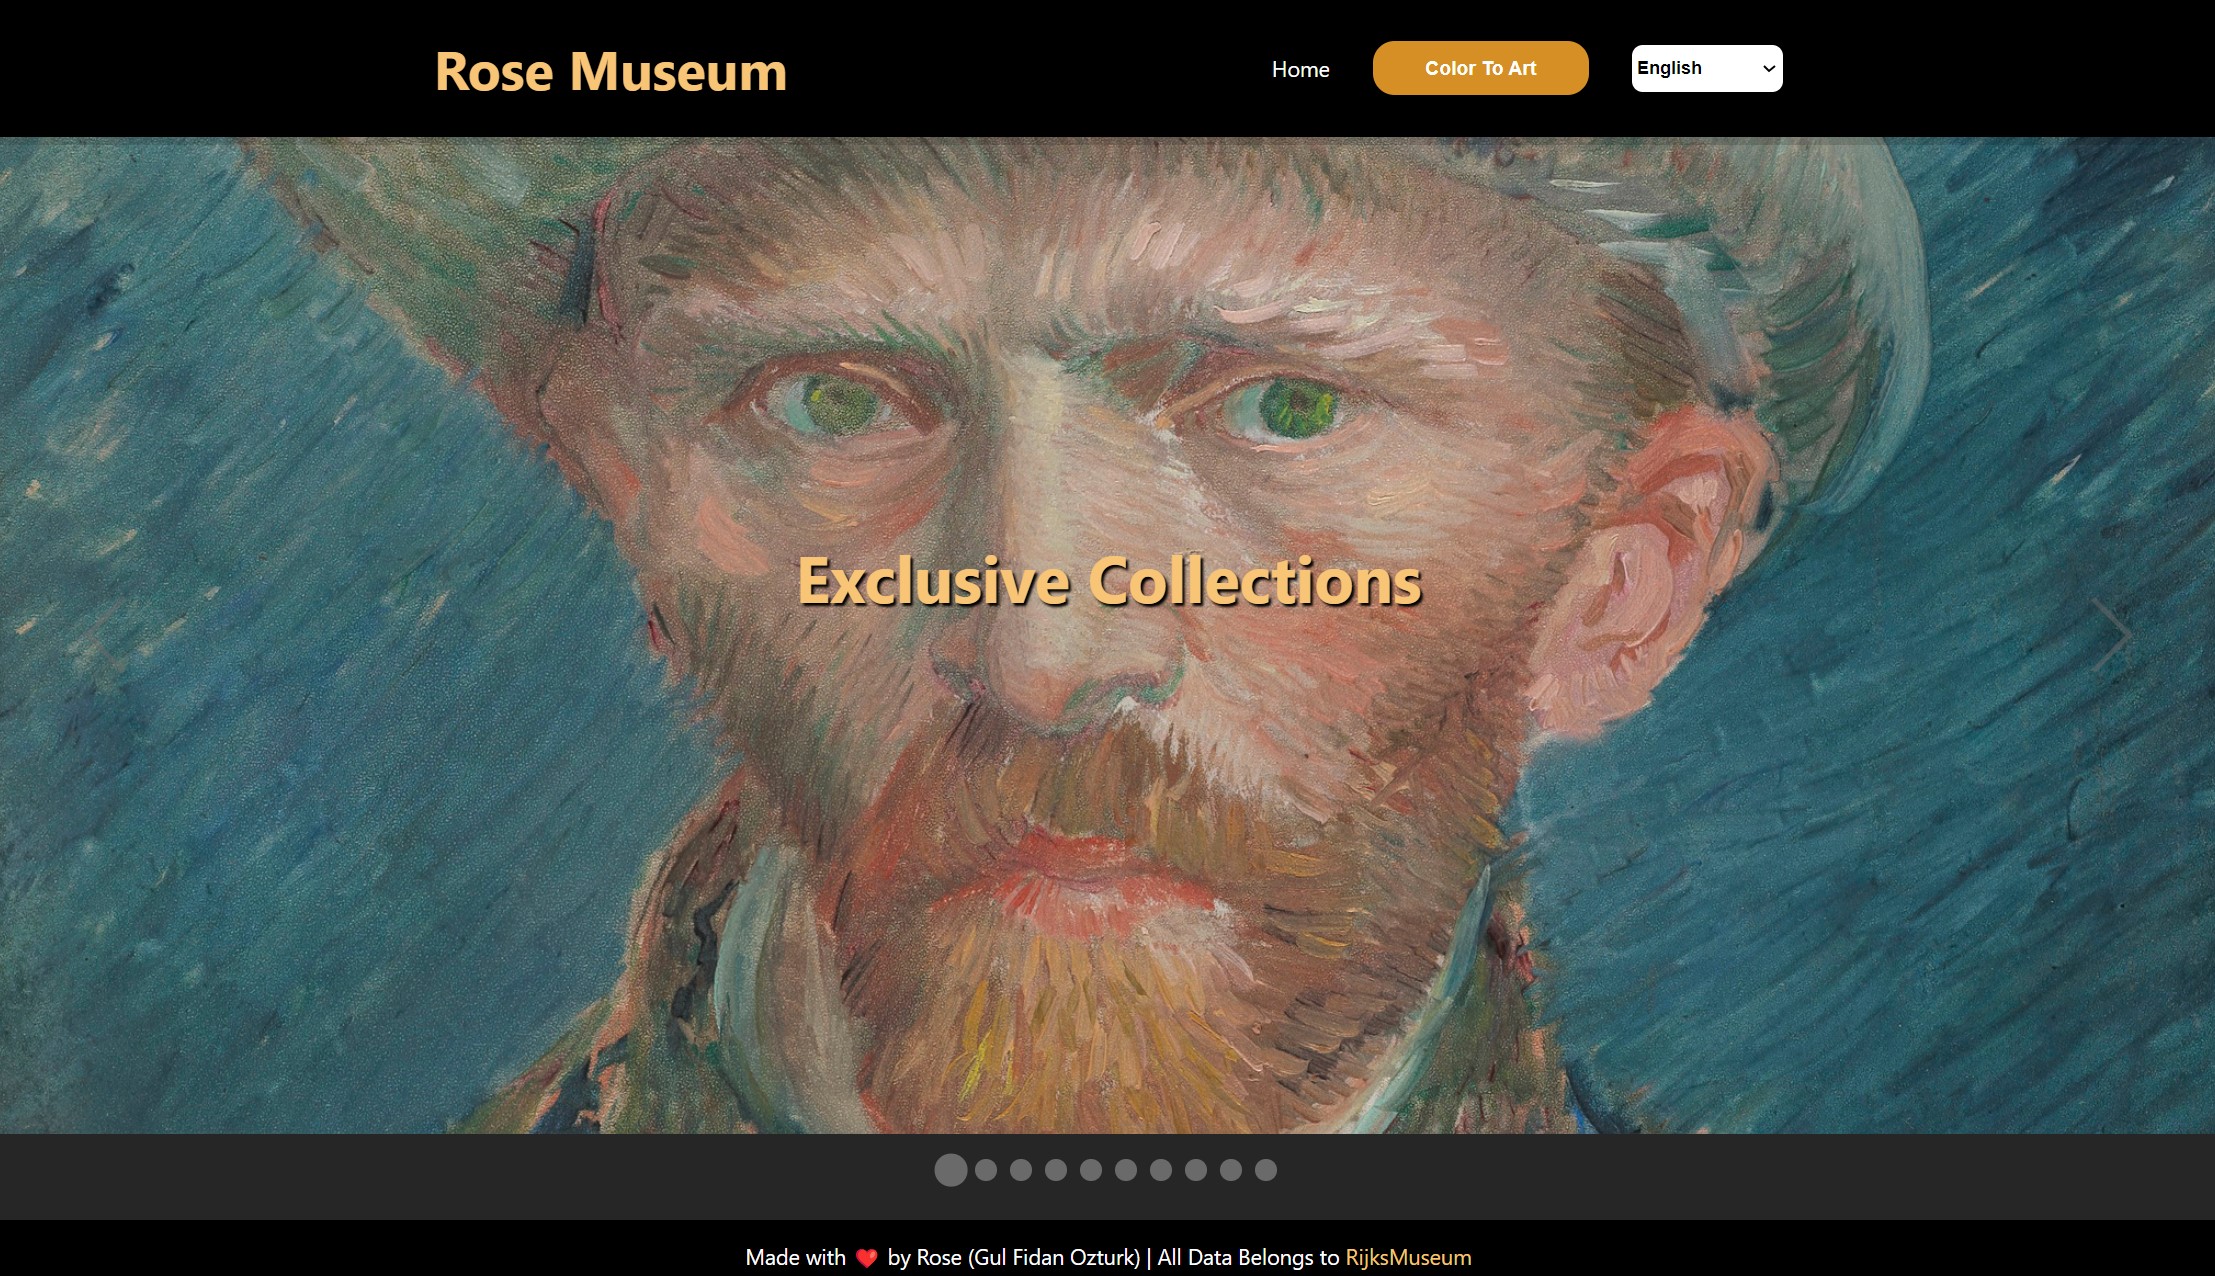 Rose Museum
Home
Color To Art
English
Exclusive Collections
Made with ❤️ by Rose (Gul Fidan Ozturk) | All Data Belongs to RijksMuseum